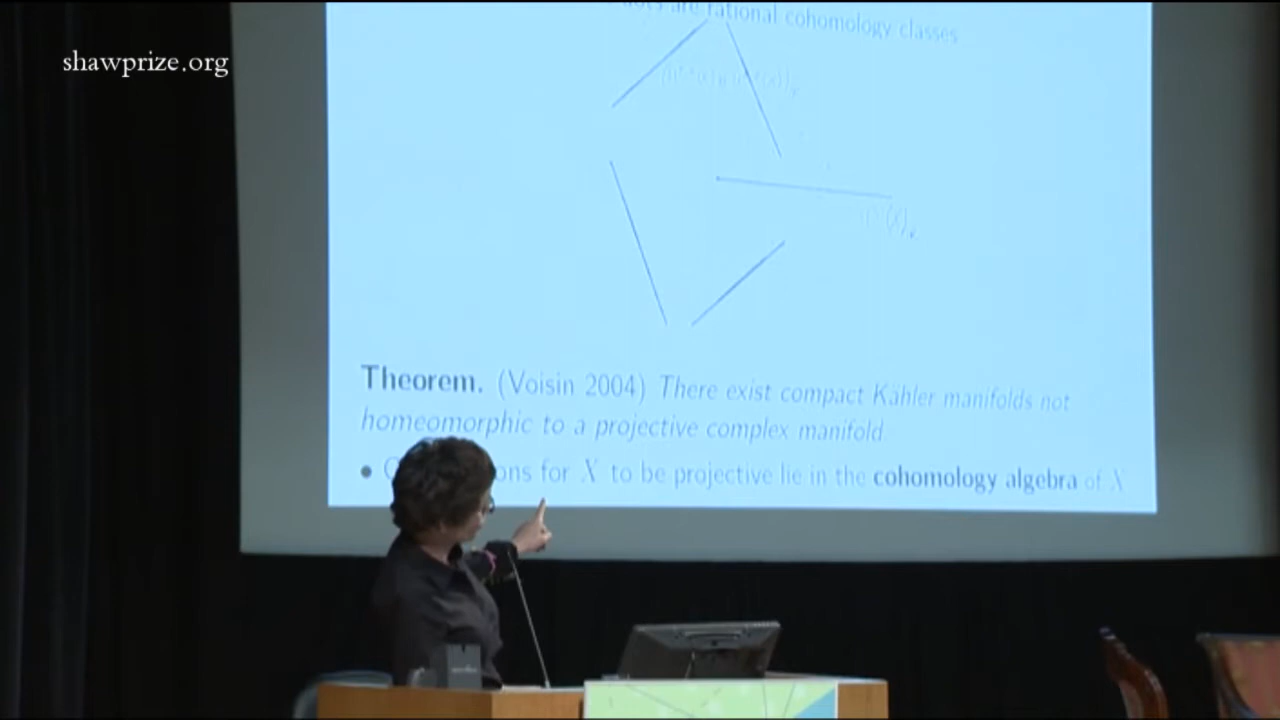 shawprize.org
dots are rational cohomology classes
Theorem. (Voisin 2004) There exist compact Kähler manifolds not
homeomorphic to a projective complex manifold.
• ons for X to be projective lie in the cohomology algebra of X